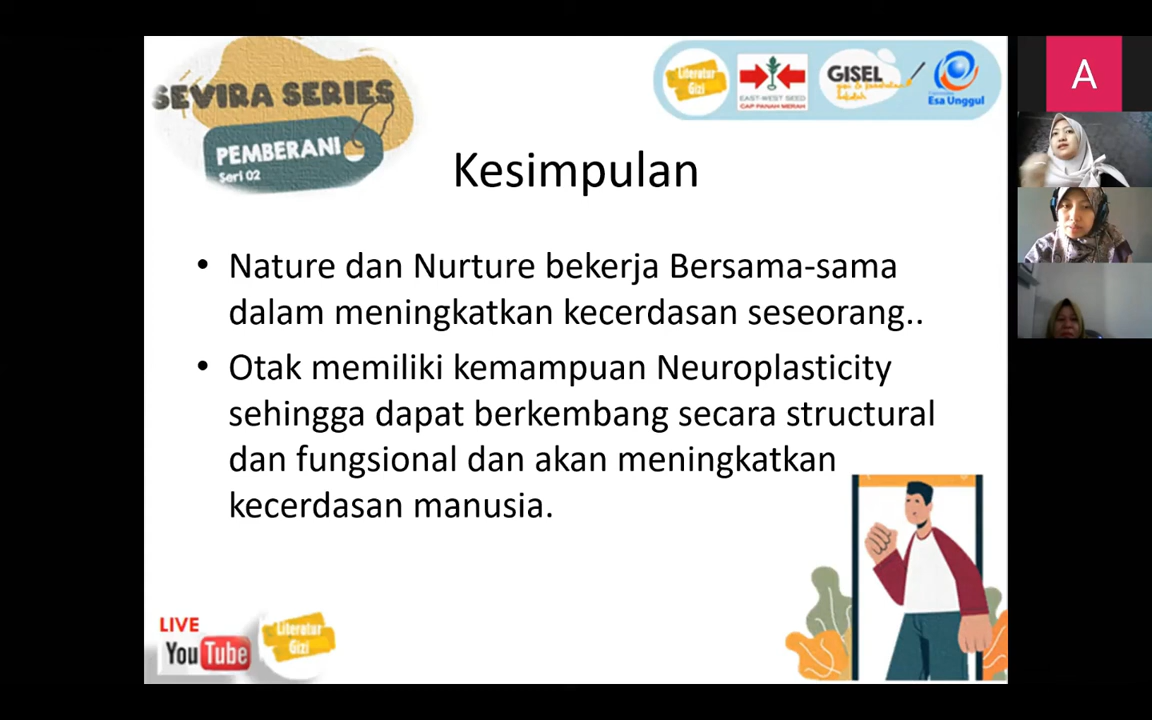 SEVIRA SERIES
PEMBERANI
Seri 02
Literatur
Gizi
EAST-WEST SEED
CAP PANAH MERAH
GISEL
Esa Unggul
A
Kesimpulan
• Nature dan Nurture bekerja Bersama-sama
dalam meningkatkan kecerdasan seseorang..
• Otak memiliki kemampuan Neuroplasticity
sehingga dapat berkembang secara structural
dan fungsional dan akan meningkatkan
kecerdasan manusia.
LIVE
YouTube
Literatur
Gizi